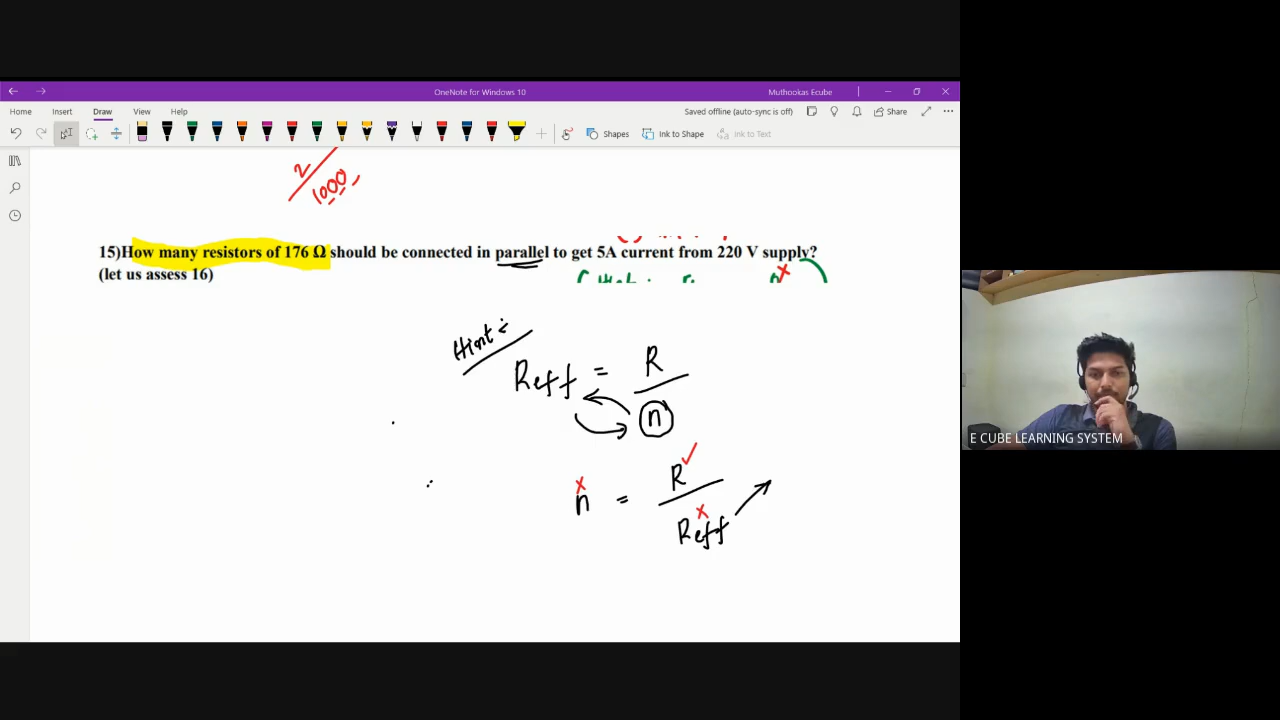 OneNote for Windows 10
Muthookas Ecube
Home Insert Draw View Help
Saved offline (auto-sync is off)
Share
Shapes
Ink to Shape
Ink to Text
2
1000
15)How many resistors of 176 Ω should be connected in parallel to get 5A current from 220 V supply?
(let us assess 16)
Hint:
Reff = R
n
n = R
Reff
E CUBE LEARNING SYSTEM